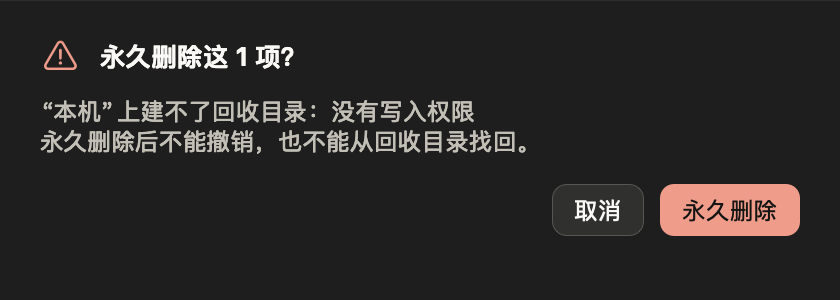 永久删除这 1 项？
“本机”上建不了回收目录：没有写入权限
永久删除后不能撤销，也不能从回收目录找回。
取消 永久删除